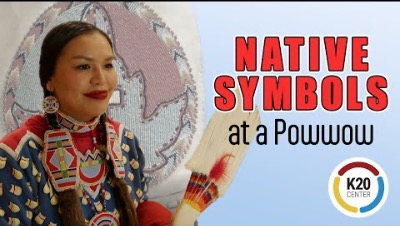 NATIVE
SYMBOLS
at a Powwow
K20
CENTER